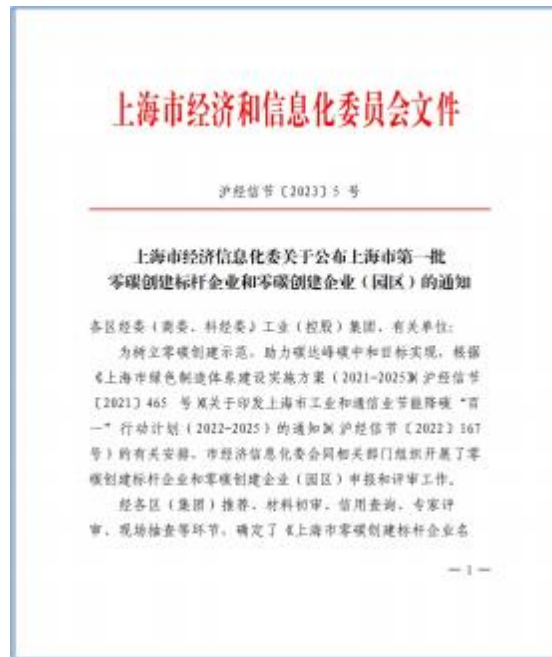 上海市经济和信息化委员会文件
沪经信节〔2023〕5 号
上海市经济信息化委关于公布上海市第一批
零碳创建标杆企业和零碳创建企业（园区）的通知
各区经委（商委、科经委）工业（控股）集团，有关单位：
为树立零碳创建示范，助力碳达峰碳中和目标实现，根据
《上海市绿色制造体系建设实施方案（2021-2025》（沪经信节
〔2021〕465 号）《关于印发上海市工业和通信业节能降碳“百
一”行动计划（2022-2025）的通知》（沪经信节〔2022〕167
号）的有关安排，市经济信息化委会同相关部门组织开展了零
碳创建标杆企业和零碳创建企业（园区）申报和评审工作。
经各区（集团）推荐、材料初审、信用查询、专家评
审、现场抽查等环节，确定了《上海市零碳创建标杆企业名
— 1 —